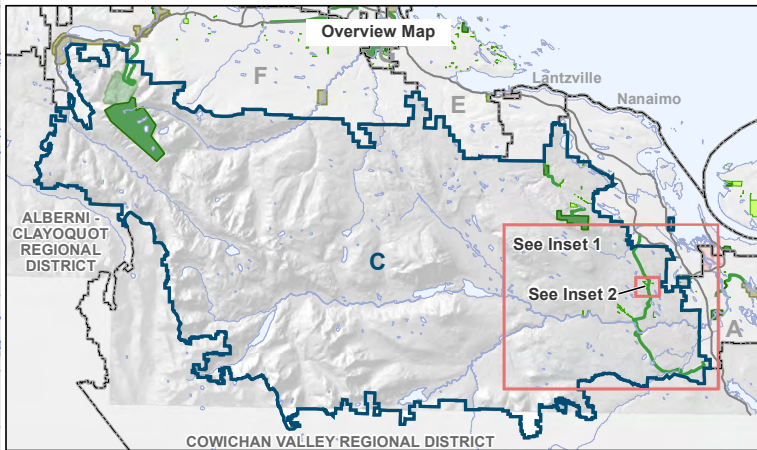 Overview Map
F
G
Lantzville
E
Nanaimo
ALBERNI -
CLAYOQUOT
REGIONAL
DISTRICT
See Inset 1
C
See Inset 2
A
COWICHAN VALLEY REGIONAL DISTRICT